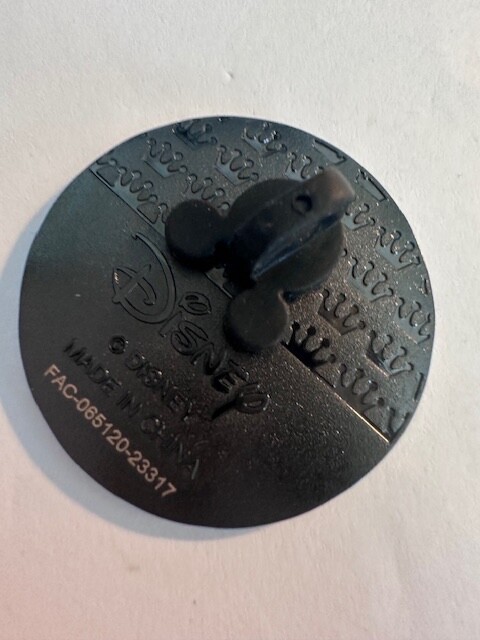 Disney
© DISNEY
MADE IN CHINA
FAC-065120-23317